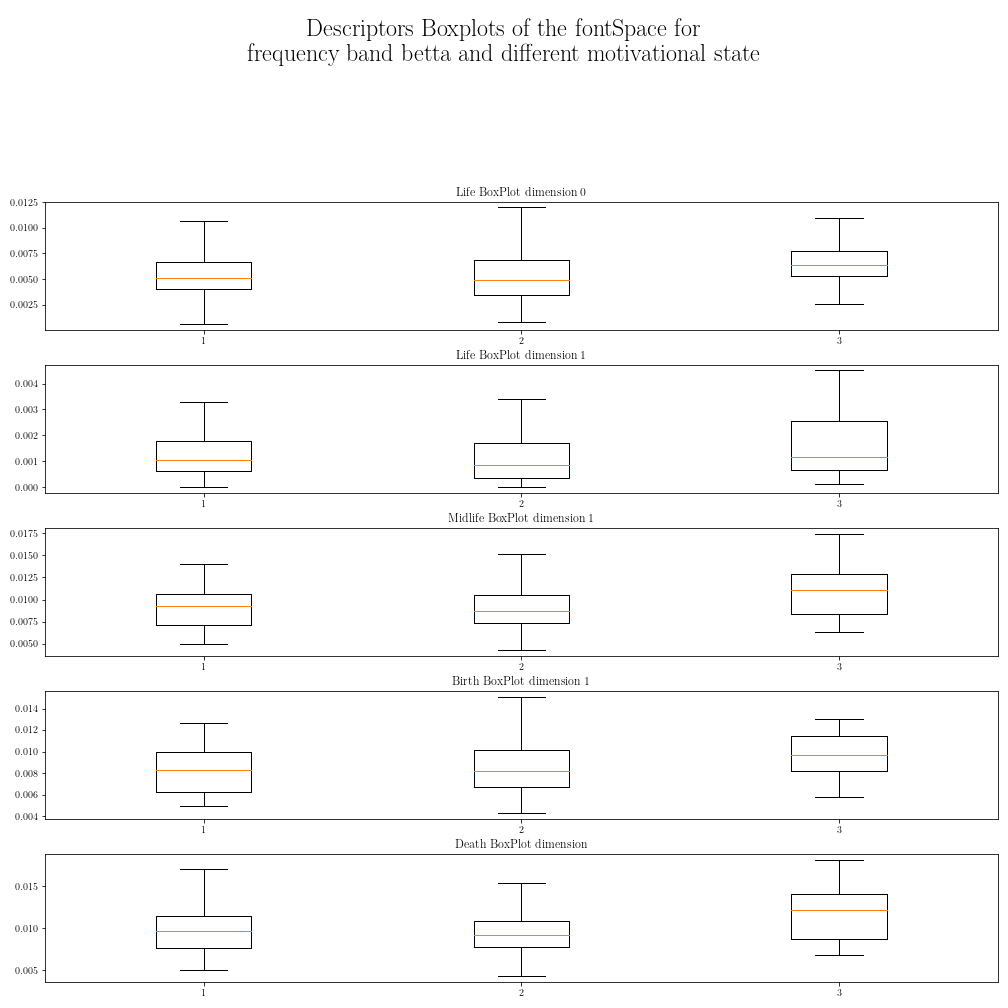 Descriptors Boxplots of the fontSpace for
frequency band betta and different motivational state
Life BoxPlot dimension 0
0.0125
0.0100
0.0075
0.0050
0.0025
1 2 3
Life BoxPlot dimension 1
0.004
0.003
0.002
0.001
0.000
1 2 3
Midlife BoxPlot dimension 1
0.0175
0.0150
0.0125
0.0100
0.0075
0.0050
1 2 3
Birth BoxPlot dimension 1
0.014
0.012
0.010
0.008
0.006
0.004
1 2 3
Death BoxPlot dimension
0.015
0.010
0.005
1 2 3